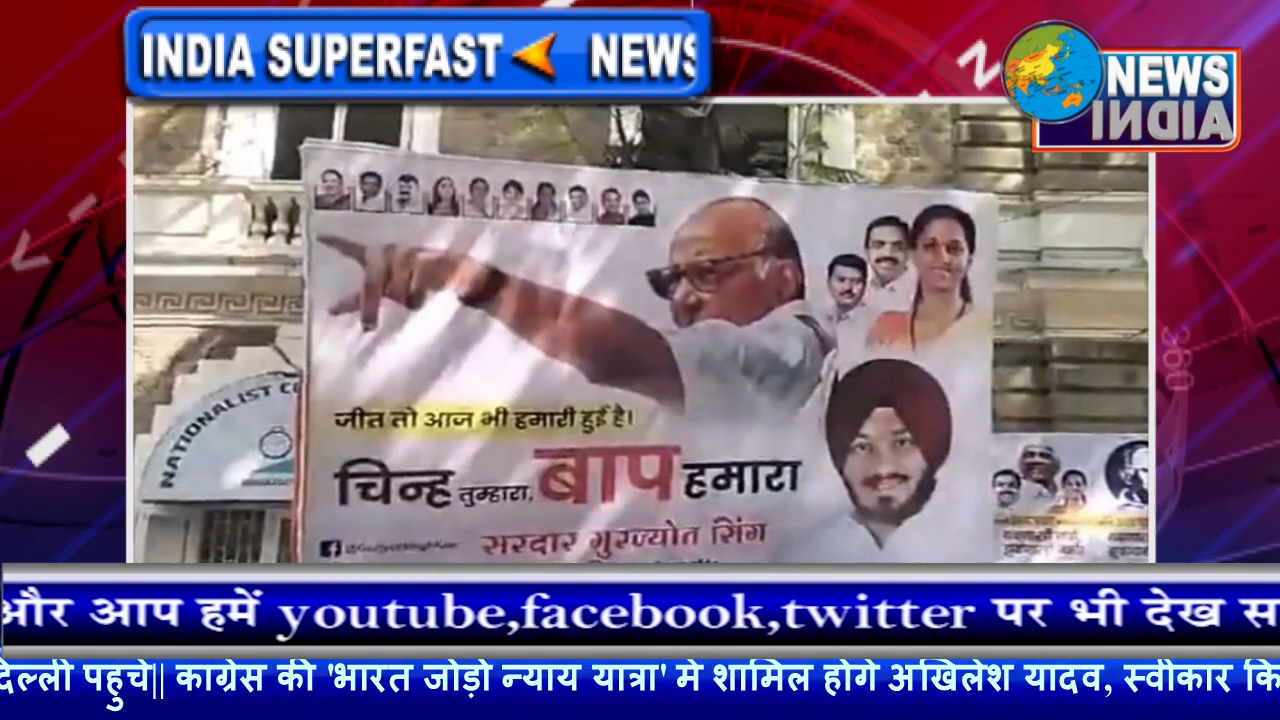 INDIA SUPERFAST NEWS
NEWS
INDIA
NATIONALIST CO
जीत तो आज भी हमारी हुई है।
चिन्ह तुम्हारा, बाप हमारा
सरदार गुरज्योत सिंग
और आप हमें youtube,facebook,twitter पर भी देख स
दिल्ली पहुचे|| काग्रेस की 'भारत जोड़ो न्याय यात्रा' मे शामिल होगे अखिलेश यादव, स्वीकार कि